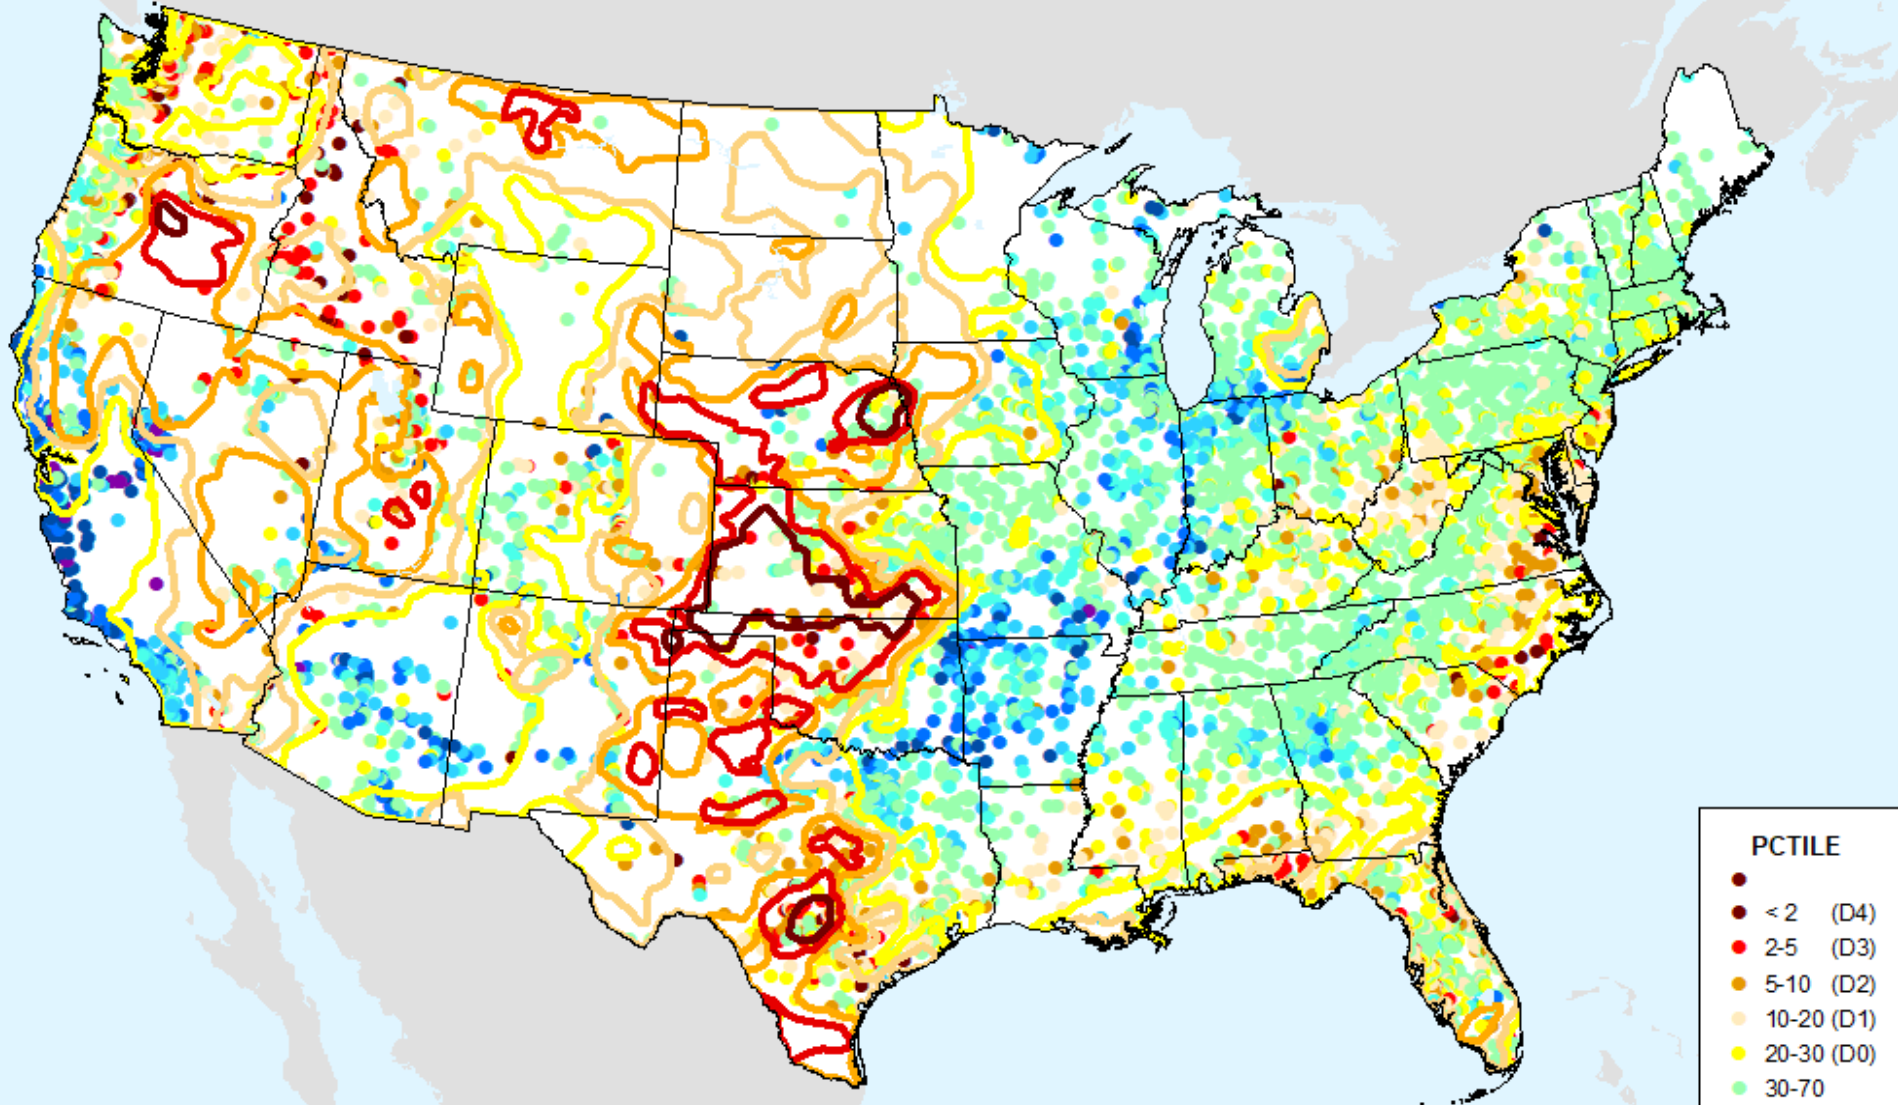 PCTILE
< 2 (D4)
2-5 (D3)
5-10 (D2)
10-20 (D1)
20-30 (D0)
30-70